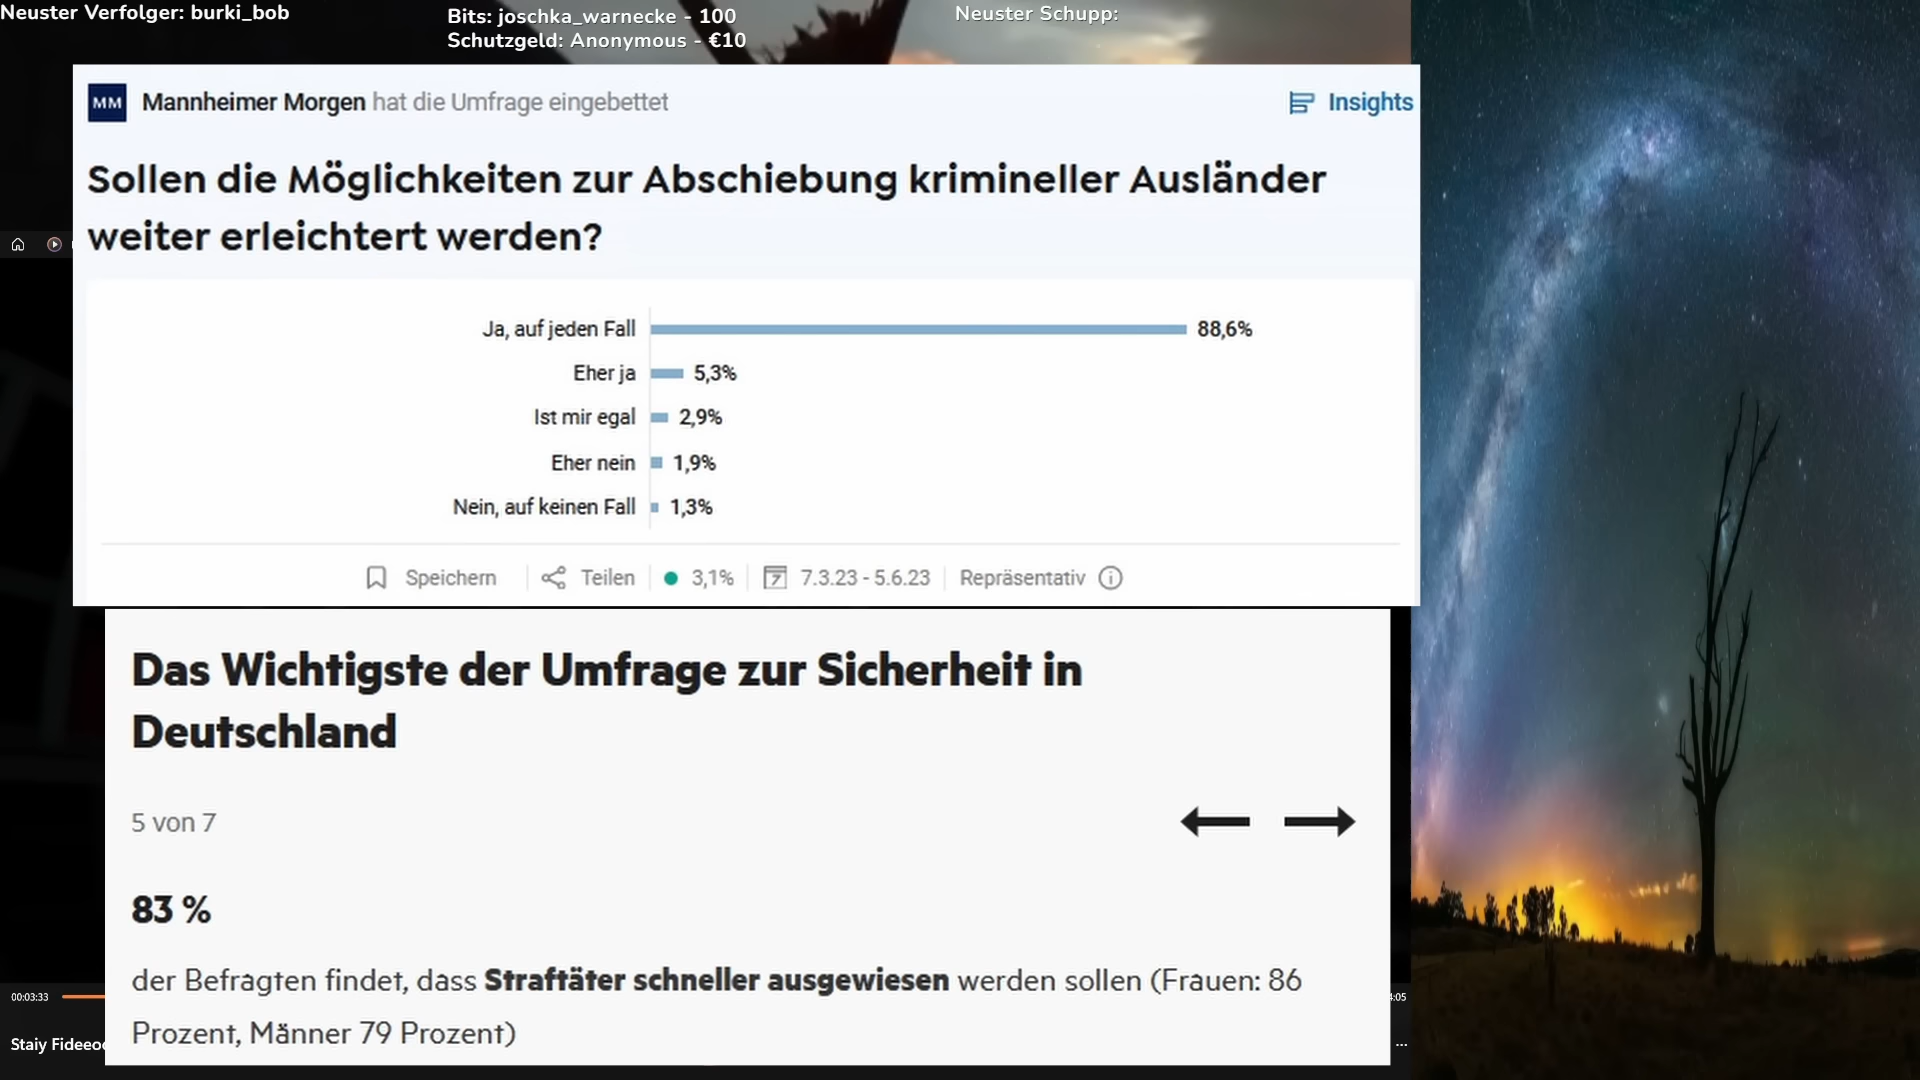 Neuster Verfolger: burki_bob
Bits: joschka_warnecke - 100
Schutzgeld: Anonymous - €10
Neuster Schupp:
MM Mannheimer Morgen hat die Umfrage eingebettet
Insights
Sollen die Möglichkeiten zur Abschiebung krimineller Ausländer
weiter erleichtert werden?
Ja, auf jeden Fall 88,6%
Eher ja 5,3%
Ist mir egal 2,9%
Eher nein 1,9%
Nein, auf keinen Fall 1,3%
Speichern Teilen 3,1% 7 7.3.23 - 5.6.23 Repräsentativ
Das Wichtigste der Umfrage zur Sicherheit in
Deutschland
5 von 7
83 %
der Befragten findet, dass Straftäter schneller ausgewiesen werden sollen (Frauen: 86
Prozent, Männer 79 Prozent)
00:03:33
:05
Staiy
...